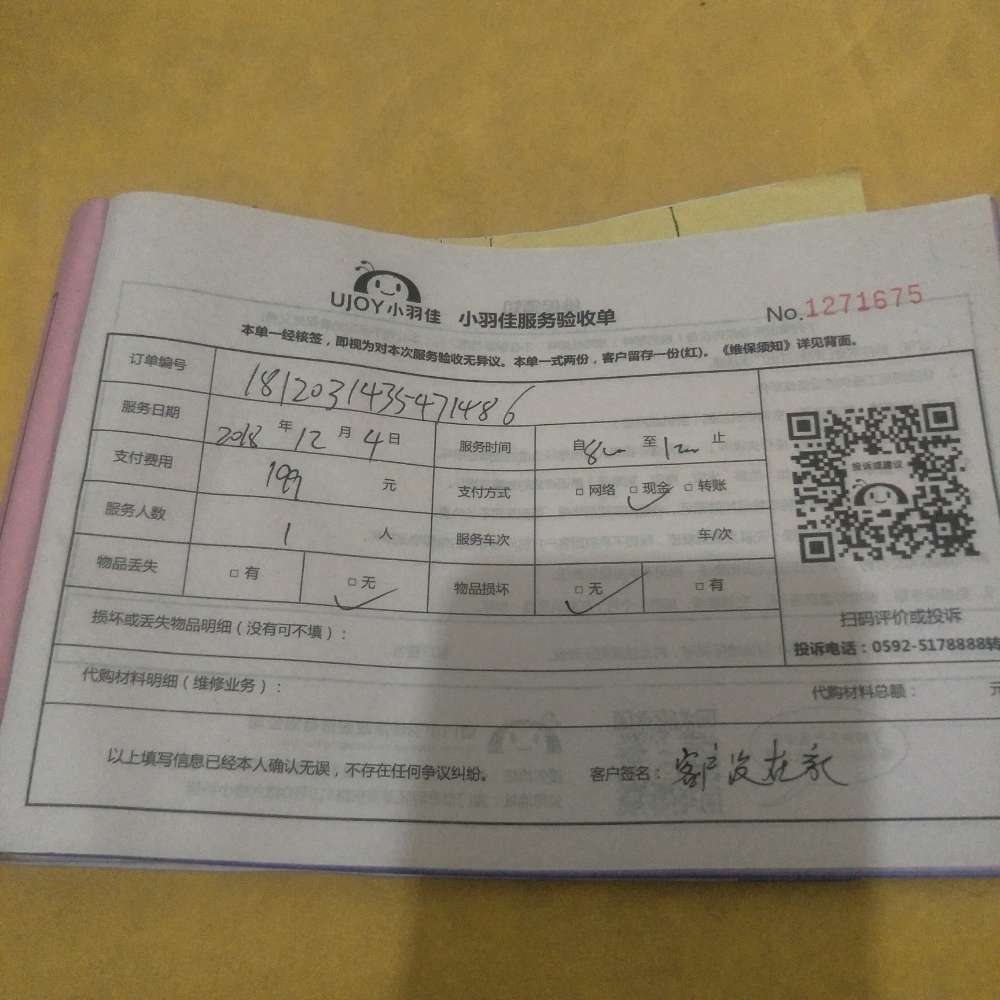 UJOY小羽佳 小羽佳服务验收单 No.1271675
本单一经核签，即视为对本次服务验收无异议。本单一式两份，客户留存一份(红)。《维保须知》详见背面。
订单编号 1812031435471486
服务日期 2018 年 12 月 4 日 服务时间 自 8 至 12 止
支付费用 199 元 支付方式 □ 网络 □ 现金 □ 转账
服务人数 1 人 服务车次 车/次
物品丢失 □ 有 □ 无 物品损坏 □ 无 □ 有
投诉或建议
扫码评价或投诉
投诉电话：0592-5178888转
损坏或丢失物品明细（没有可不填）：
代购材料明细（维修业务）： 代购材料总额： 元
以上填写信息已经本人确认无误，不存在任何争议纠纷。 客户签名：客户没在家